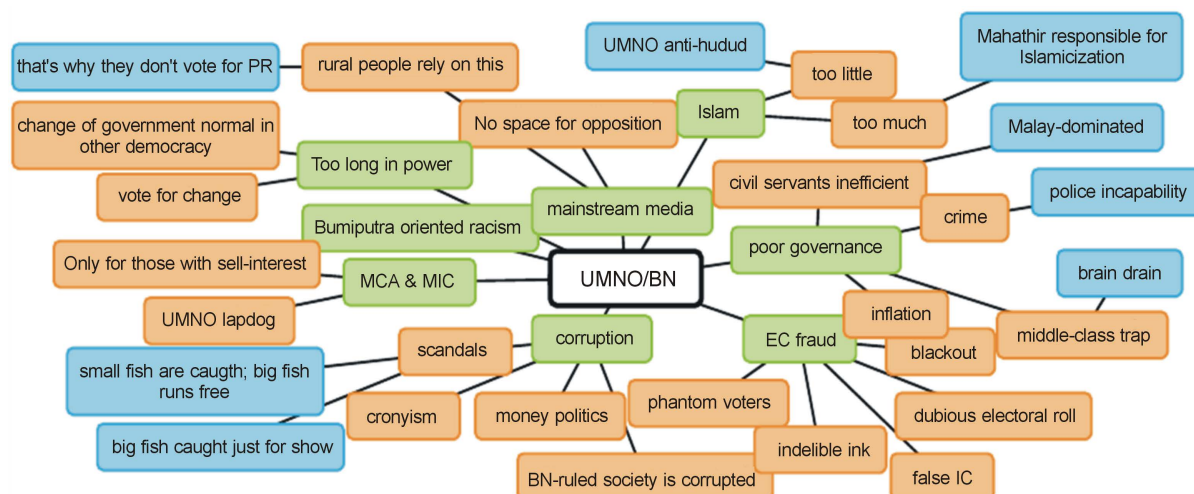 UMNO anti-hudud
Mahathir responsible for
Islamicization
that's why they don't vote for PR
rural people rely on this
too little
Islam
too much
change of government normal in
other democracy
No space for opposition
Malay-dominated
Too long in power
vote for change
civil servants inefficient
police incapability
mainstream media
crime
Bumiputra oriented racism
poor governance
Only for those with sell-interest
MCA & MIC
UMNO/BN
brain drain
UMNO lapdog
inflation
middle-class trap
scandals
corruption
EC fraud
blackout
small fish are caugth; big fish
runs free
cronyism
money politics
phantom voters
dubious electoral roll
big fish caught just for show
indelible ink
BN-ruled society is corrupted
false IC